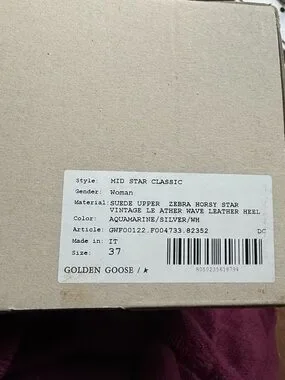 Style: MID STAR CLASSIC
Gender: Woman
Material: SUEDE UPPER ZEBRA HORSY STAR
VINTAGE LE ATHER WAVE LEATHER HEEL
Color: AQUAMARINE/SILVER/WH
Article: GWF00122.F004733.82352 DC
Made in: IT
Size: 37
GOLDEN GOOSE /